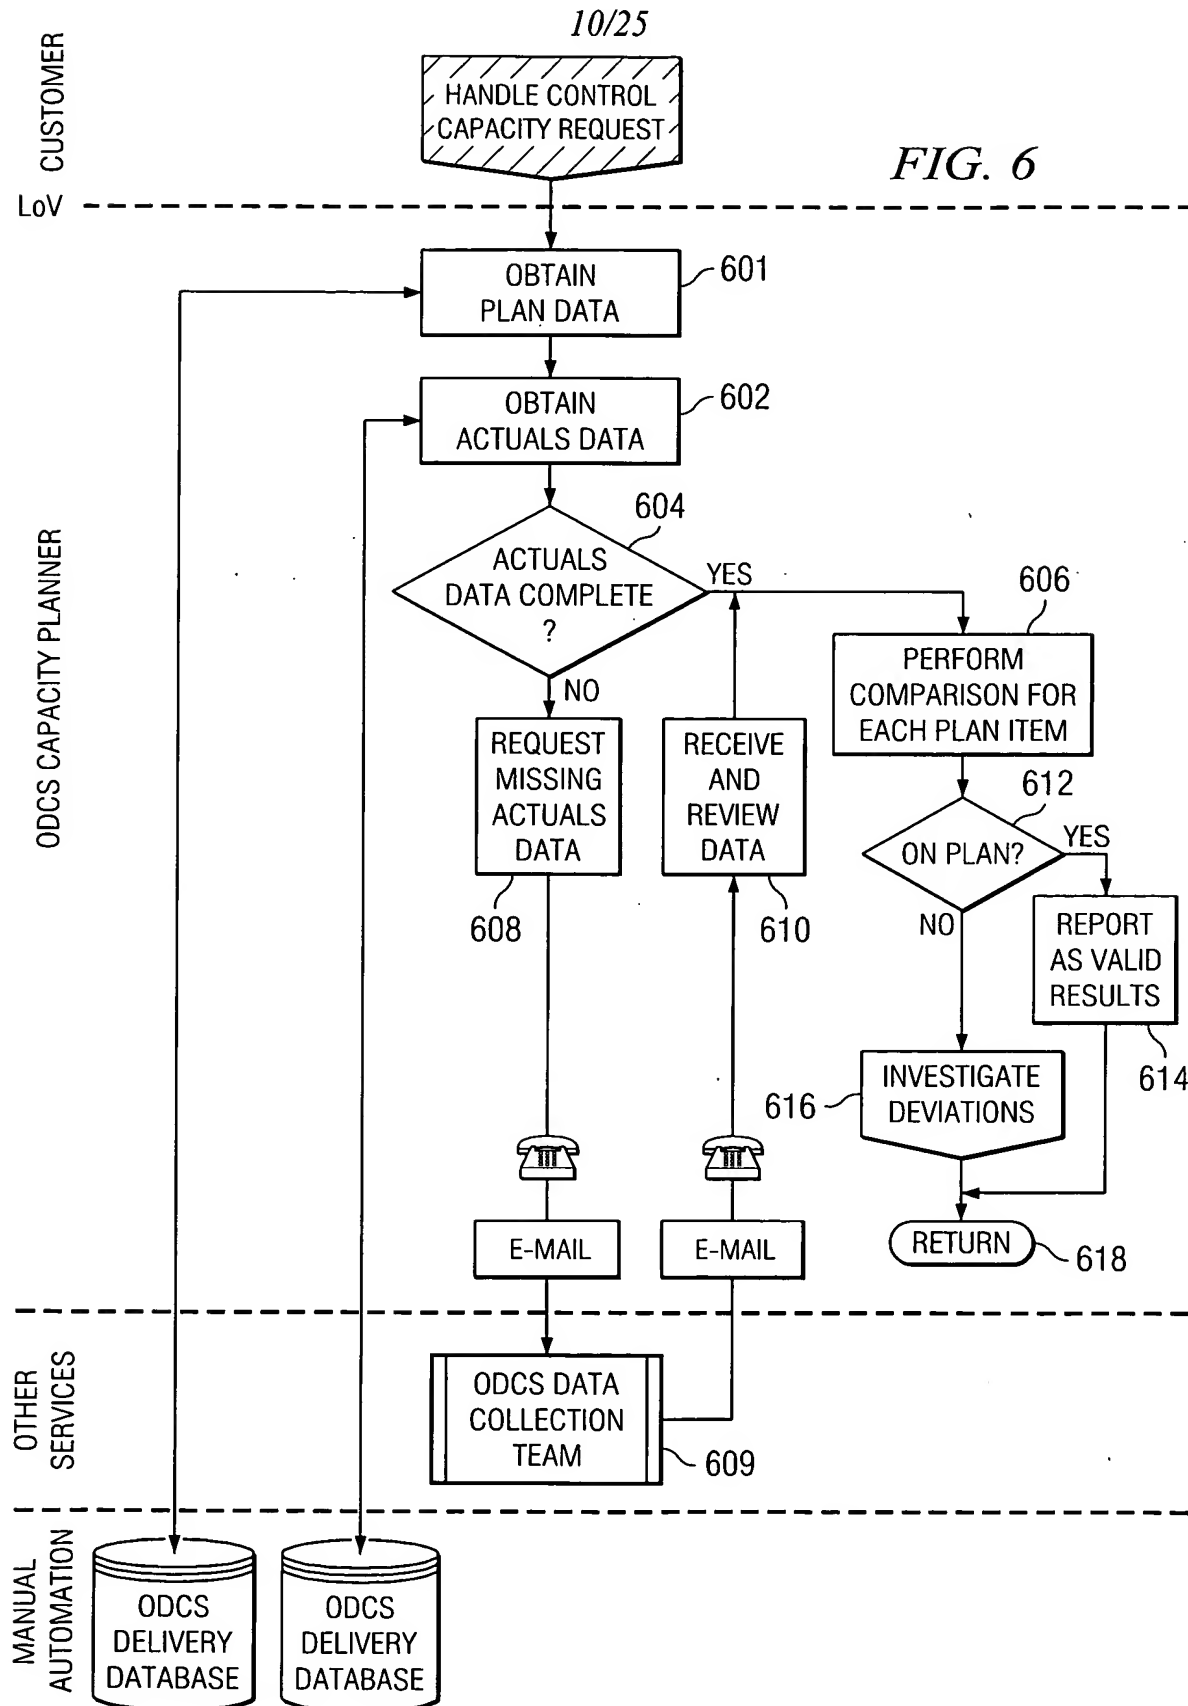 10/25
CUSTOMER
HANDLE CONTROL
CAPACITY REQUEST
FIG. 6
LoV
ODCS CAPACITY PLANNER
OBTAIN
PLAN DATA
601
OBTAIN
ACTUALS DATA
602
ACTUALS
DATA COMPLETE
?
604
YES
NO
606
PERFORM
COMPARISON FOR
EACH PLAN ITEM
REQUEST
MISSING
ACTUALS
DATA
608
RECEIVE
AND
REVIEW
DATA
610
612
ON PLAN?
YES
NO
REPORT
AS VALID
RESULTS
614
616
INVESTIGATE
DEVIATIONS
E-MAIL
E-MAIL
RETURN
618
OTHER
SERVICES
ODCS DATA
COLLECTION
TEAM
609
MANUAL
AUTOMATION
ODCS
DELIVERY
DATABASE
ODCS
DELIVERY
DATABASE